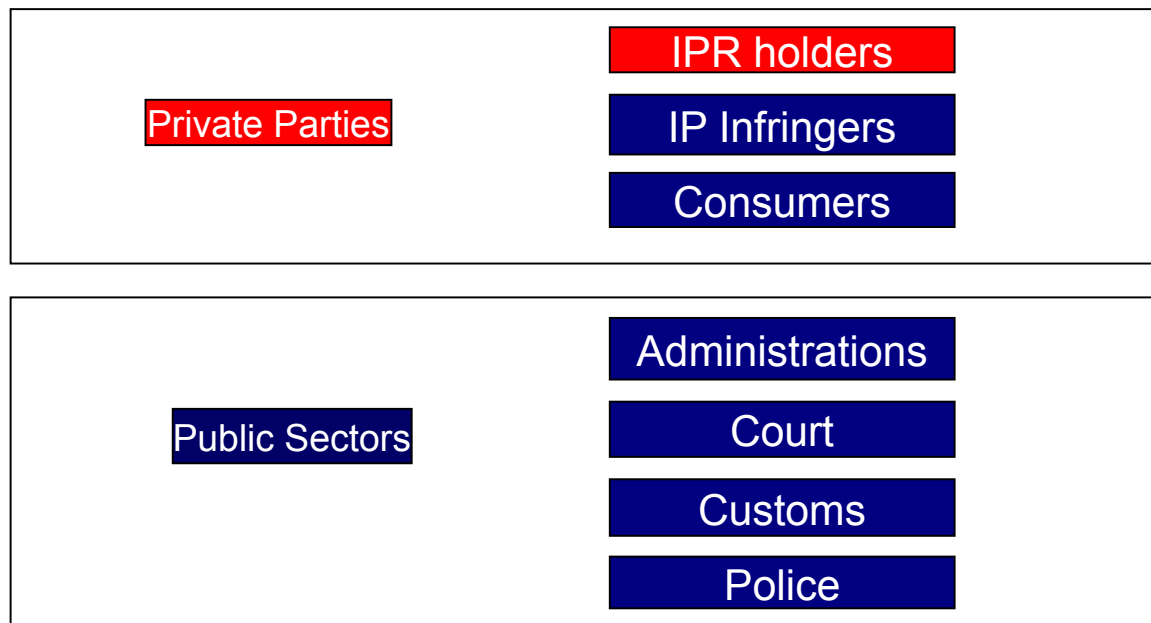 IPR holders
Private Parties
IP Infringers
Consumers
Administrations
Public Sectors
Court
Customs
Police